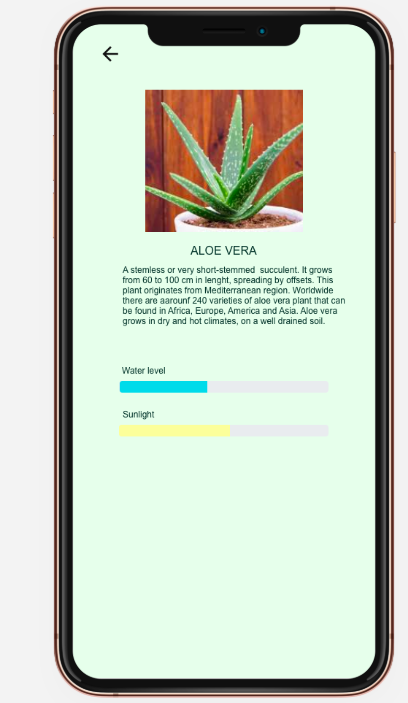 ALOE VERA
A stemless or very short-stemmed succulent. It grows
from 60 to 100 cm in lenght, spreading by offsets. This
plant originates from Mediterranean region. Worldwide
there are aarounf 240 varieties of aloe vera plant that can
be found in Africa, Europe, America and Asia. Aloe vera
grows in dry and hot climates, on a well drained soil.
Water level
Sunlight